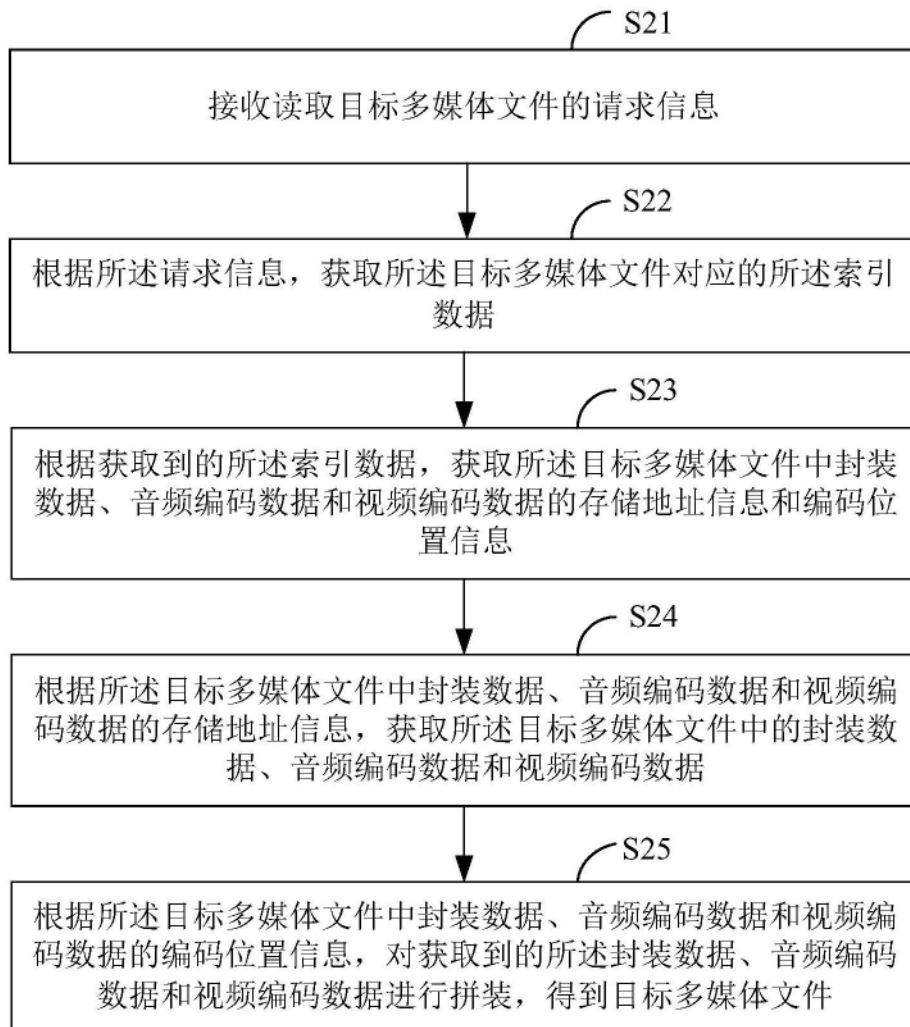 S21
接收读取目标多媒体文件的请求信息
S22
根据所述请求信息，获取所述目标多媒体文件对应的所述索引
数据
S23
根据获取到的所述索引数据，获取所述目标多媒体文件中封装
数据、音频编码数据和视频编码数据的存储地址信息和编码位
置信息
S24
根据所述目标多媒体文件中封装数据、音频编码数据和视频编
码数据的存储地址信息，获取所述目标多媒体文件中的封装数
据、音频编码数据和视频编码数据
S25
根据所述目标多媒体文件中封装数据、音频编码数据和视频编
码数据的编码位置信息，对获取到的所述封装数据、音频编码
数据和视频编码数据进行拼装，得到目标多媒体文件